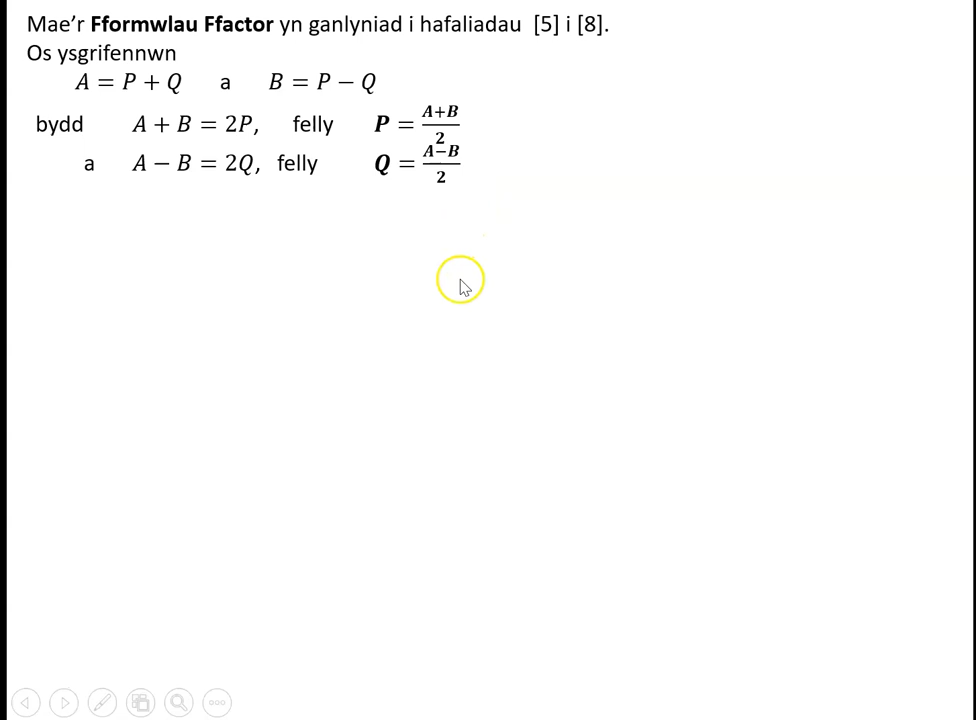 Mae'r Fformwlau Ffactor yn ganlyniad i hafaliadau [5] i [8].
Os ysgrifennwn
A = P + Q a B = P − Q
bydd A + B = 2P, felly P = A+B/2
a A − B = 2Q, felly Q = A−B/2